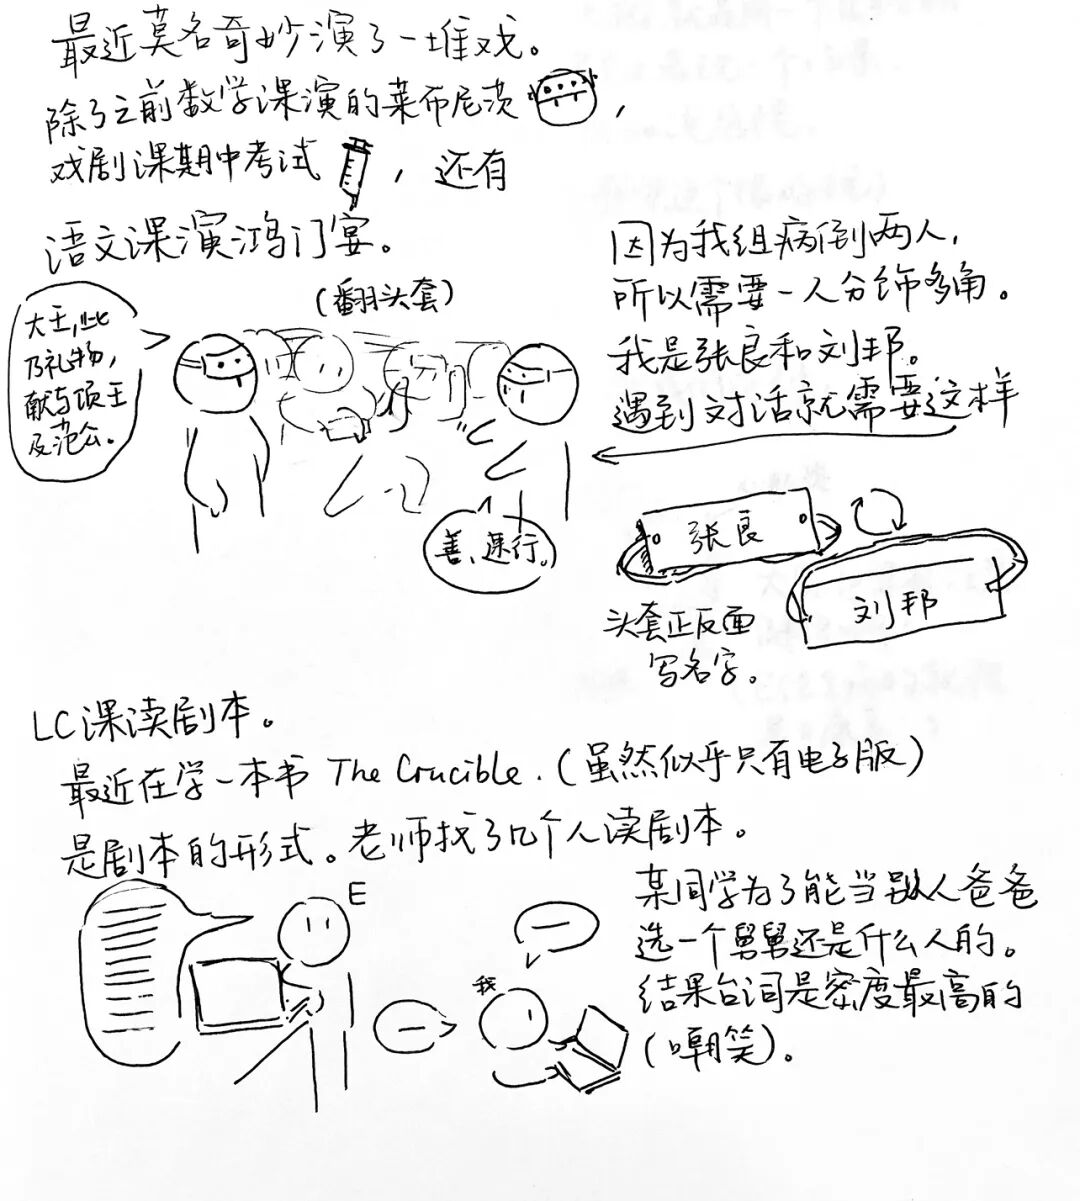 最近莫名奇妙演了一堆戏。
除了之前数学课演的莱布尼茨，
戏剧课期中考试，还有
语文课演鸿门宴。
(翻头套)
大王,此
乃礼物,
献与项王
及范公。
善、速行。
因为我组病倒两人,
所以需要一人分饰多角。
我是张良和刘邦。
遇到对话就需要这样
张良
刘邦
头套正反面
写名字。
LC课读剧本。
最近在学一本书 The Crucible.(虽然似乎只有电子版)
是剧本的形式。老师找了几个人读剧本。
E
我
某同学为了能当别人爸爸
选一个舅舅还是什么人的。
结果台词是密度最高的
(嘲笑)。